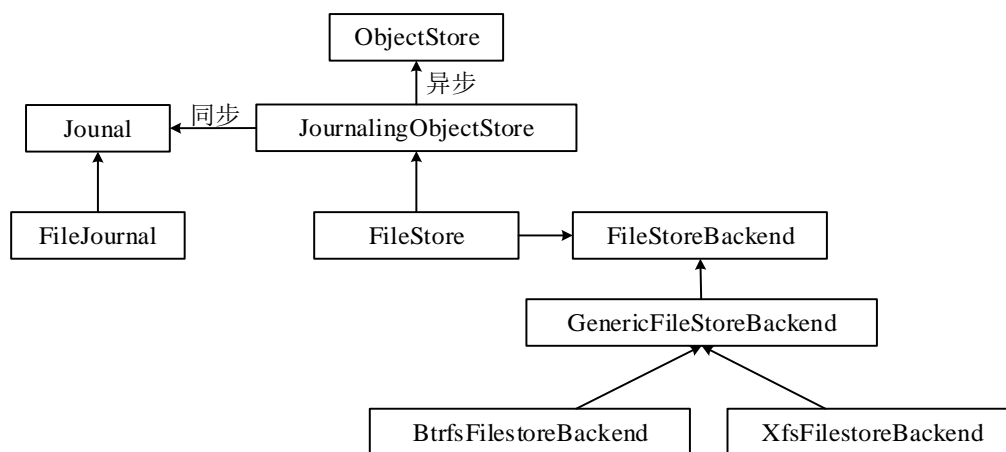 ObjectStore
异步
同步
Jounal
JournalingObjectStore
FileJournal
FileStore
FileStoreBackend
GenericFileStoreBackend
BtrfsFilestoreBackend
XfsFilestoreBackend